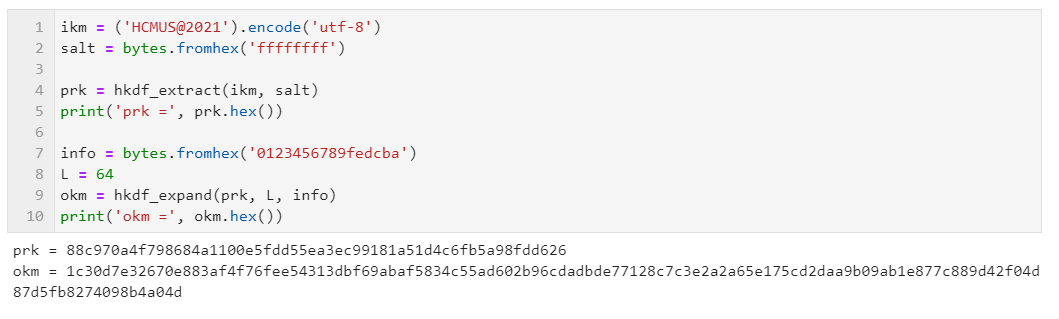 1 ikm = ('HCMUS@2021').encode('utf-8')
2 salt = bytes.fromhex('ffffffff')
3
4 prk = hkdf_extract(ikm, salt)
5 print('prk =', prk.hex())
6
7 info = bytes.fromhex('0123456789fedcba')
8 L = 64
9 okm = hkdf_expand(prk, L, info)
10 print('okm =', okm.hex())
prk = 88c970a4f798684a1100e5fdd55ea3ec99181a51d4c6fb5a98fdd626
okm = 1c30d7e32670e883af4f76fee54313dbf69abaf5834c55ad602b96cdadbde77128c7c3e2a2a65e175cd2daa9b09ab1e877c889d42f04d
87d5fb8274098b4a04d